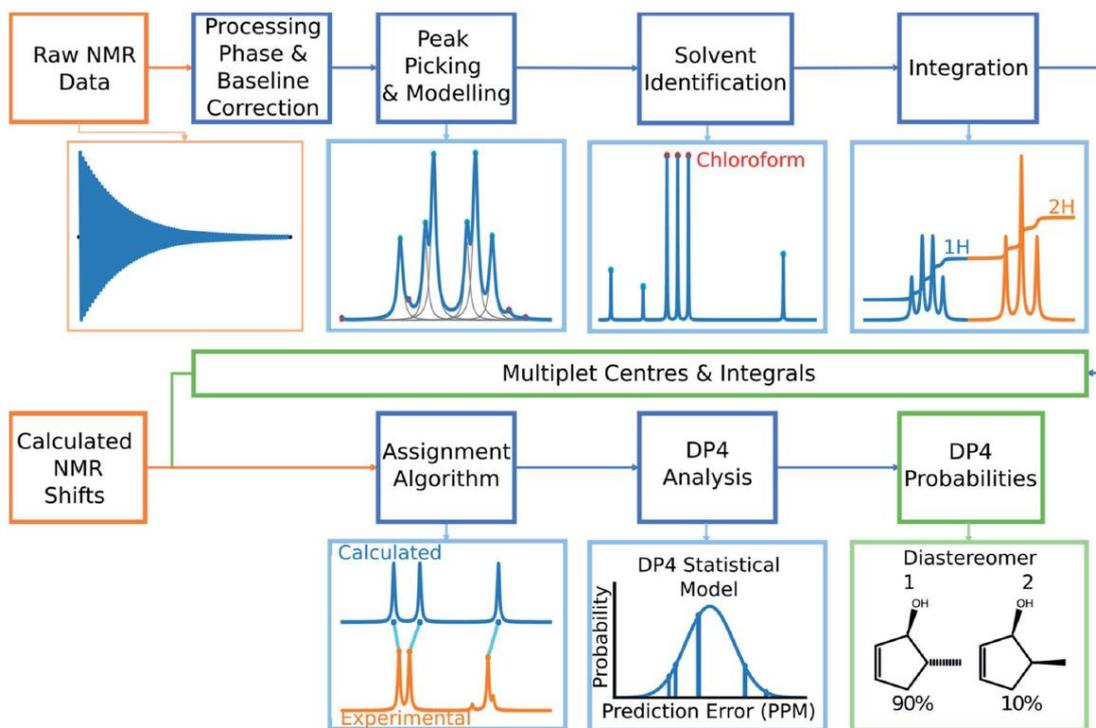 Raw NMR
Data
Processing
Phase &
Baseline
Correction
Peak
Picking
& Modelling
Solvent
Identification
Integration
Chloroform
1H
2H
Multiplet Centres & Integrals
Calculated
NMR
Shifts
Assignment
Algorithm
DP4
Analysis
DP4
Probabilities
Calculated
Experimental
DP4 Statistical
Model
Probability
Prediction Error (PPM)
Diastereomer
1 2
OH OH
90% 10%